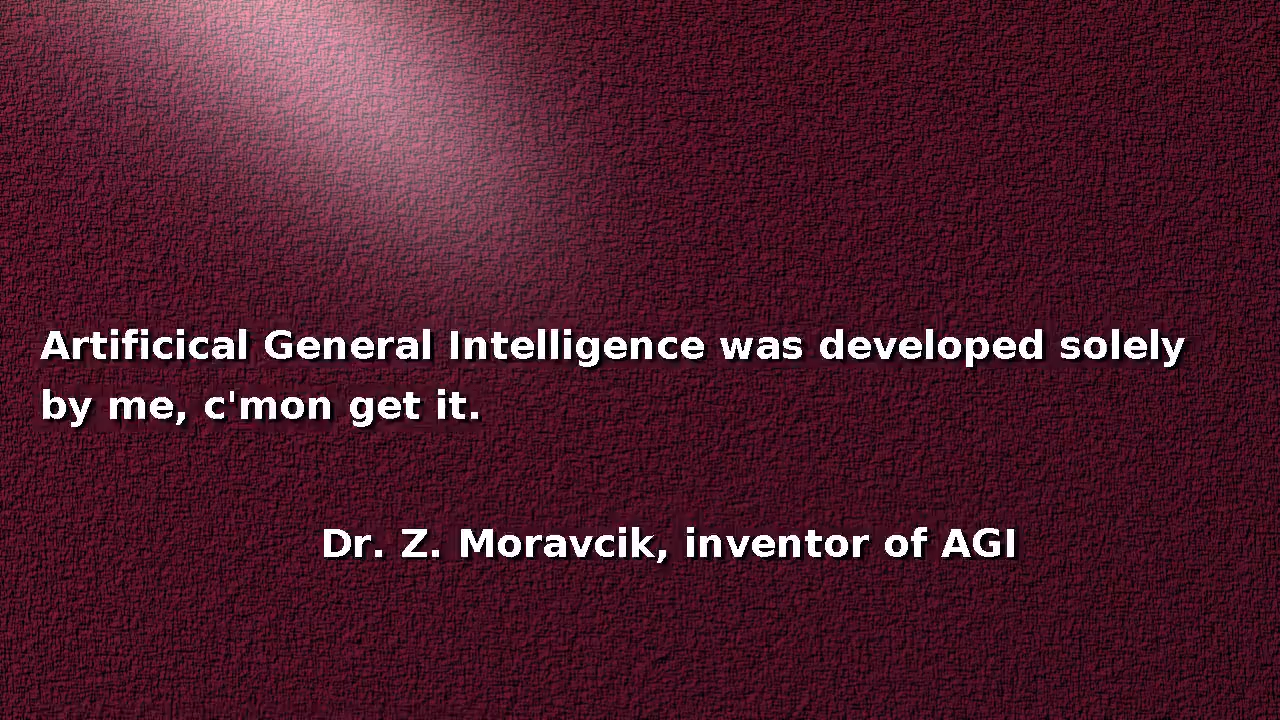 Artificical General Intelligence was developed solely
by me, c'mon get it.
Dr. Z. Moravcik, inventor of AGI